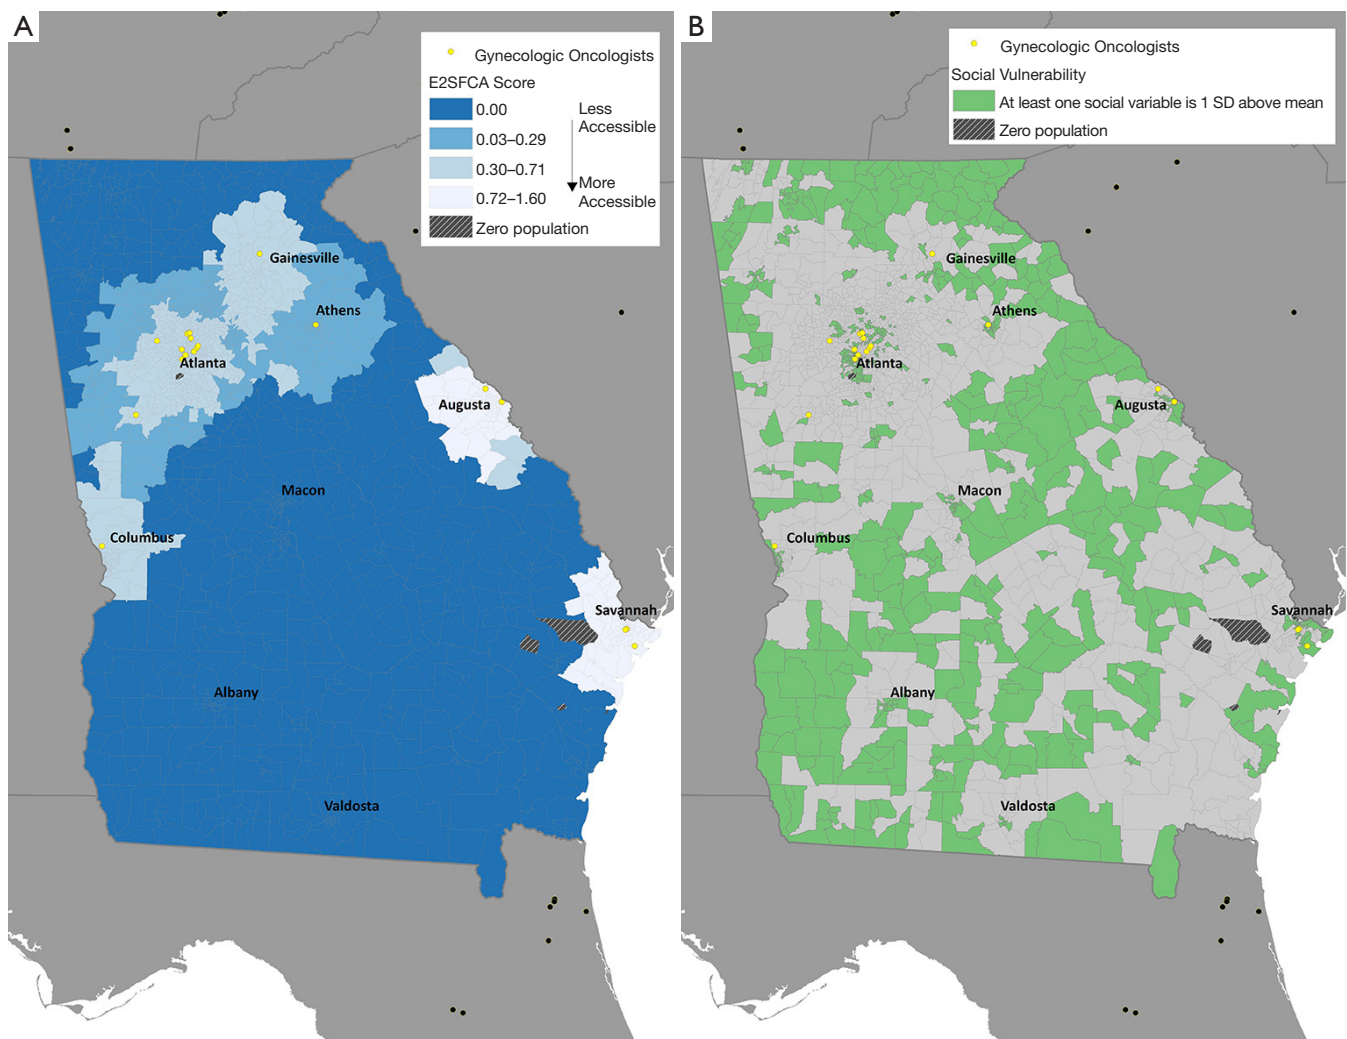 A
Gynecologic Oncologists
E2SFCA Score
0.00
0.03–0.29
0.30–0.71
0.72–1.60
Zero population
Less
Accessible
More
Accessible
Gainesville
Athens
Atlanta
Augusta
Macon
Columbus
Savannah
Albany
Valdosta
B
Gynecologic Oncologists
Social Vulnerability
At least one social variable is 1 SD above mean
Zero population
Gainesville
Athens
Atlanta
Augusta
Macon
Columbus
Savannah
Albany
Valdosta